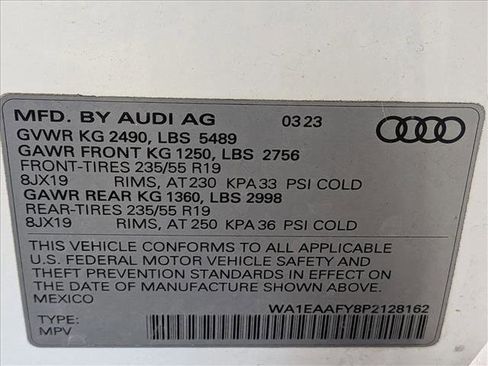 MFD. BY AUDI AG 03 23
GVWR KG 2490, LBS 5489
GAWR FRONT KG 1250, LBS 2756
FRONT-TIRES 235/55 R19
8JX19 RIMS, AT 230 KPA 33 PSI COLD
GAWR REAR KG 1360, LBS 2998
REAR-TIRES 235/55 R19
8JX19 RIMS, AT 250 KPA 36 PSI COLD
THIS VEHICLE CONFORMS TO ALL APPLICABLE
U.S. FEDERAL MOTOR VEHICLE SAFETY AND
THEFT PREVENTION STANDARDS IN EFFECT ON
THE DATE OF MANUFACTURE SHOWN ABOVE.
MEXICO
WA1EAAFY8P2128162
TYPE:
MPV